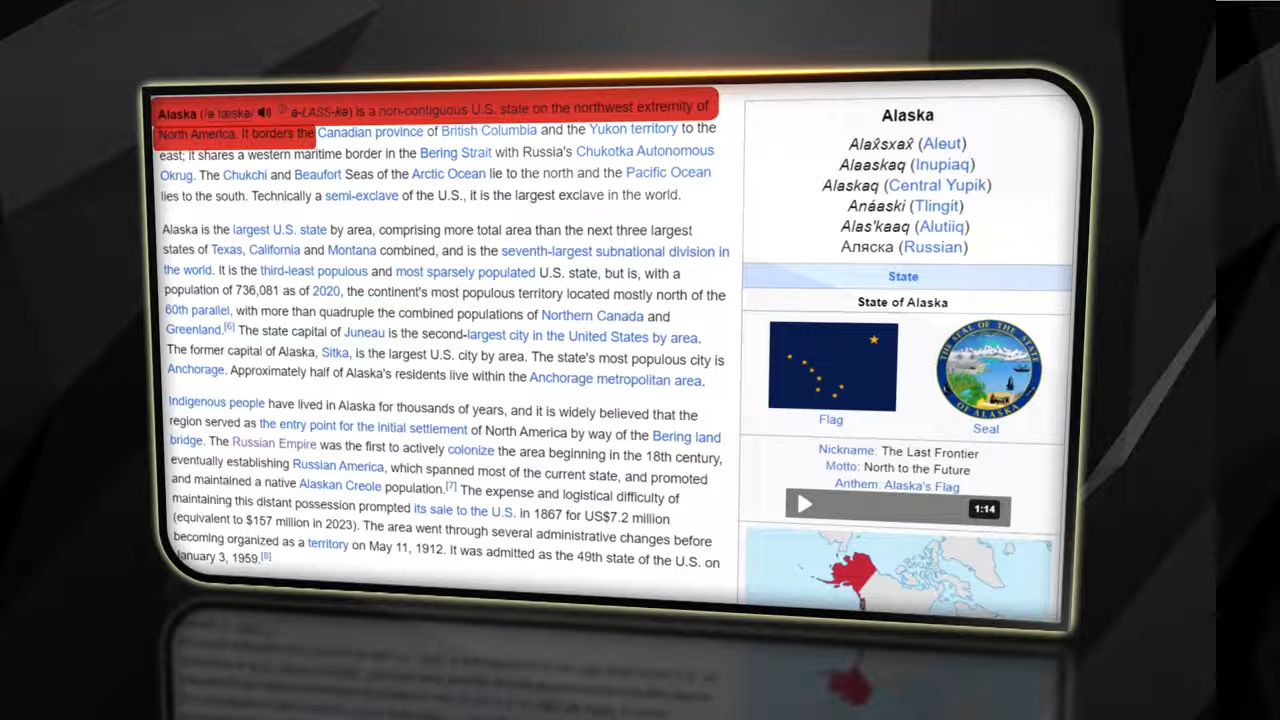 Alaska (/əˈlæskə/ ə-LASS-kə) is a non-contiguous U.S. state on the northwest extremity of
North America. It borders the Canadian province of British Columbia and the Yukon territory to the
east; it shares a western maritime border in the Bering Strait with Russia's Chukotka Autonomous
Okrug. The Chukchi and Beaufort Seas of the Arctic Ocean lie to the north and the Pacific Ocean
lies to the south. Technically a semi-exclave of the U.S., it is the largest exclave in the world.
Alaska is the largest U.S. state by area, comprising more total area than the next three largest
states of Texas, California and Montana combined, and is the seventh-largest subnational division in
the world. It is the third-least populous and most sparsely populated U.S. state, but is, with a
population of 736,081 as of 2020, the continent's most populous territory located mostly north of the
60th parallel, with more than quadruple the combined populations of Northern Canada and
Greenland.[6] The state capital of Juneau is the second-largest city in the United States by area.
The former capital of Alaska, Sitka, is the largest U.S. city by area. The state's most populous city is
Anchorage. Approximately half of Alaska's residents live within the Anchorage metropolitan area.
Indigenous people have lived in Alaska for thousands of years, and it is widely believed that the
region served as the entry point for the initial settlement of North America by way of the Bering land
bridge. The Russian Empire was the first to actively colonize the area beginning in the 18th century,
eventually establishing Russian America, which spanned most of the current state, and promoted
and maintained a native Alaskan Creole population.[7] The expense and logistical difficulty of
maintaining this distant possession prompted its sale to the U.S. in 1867 for US$7.2 million
(equivalent to $157 million in 2023). The area went through several administrative changes before
becoming organized as a territory on May 11, 1912. It was admitted as the 49th state of the U.S. on
January 3, 1959.[8]
Alaska
Alax̂sxax̂ (Aleut)
Alaaskaq (Inupiaq)
Alaskaq (Central Yupik)
Anáaski (Tlingit)
Alas'kaaq (Alutiiq)
Аляска (Russian)
State
State of Alaska
THE SEAL OF THE STATE
OF ALASKA
Flag
Seal
Nickname: The Last Frontier
Motto: North to the Future
Anthem: Alaska's Flag
1:14